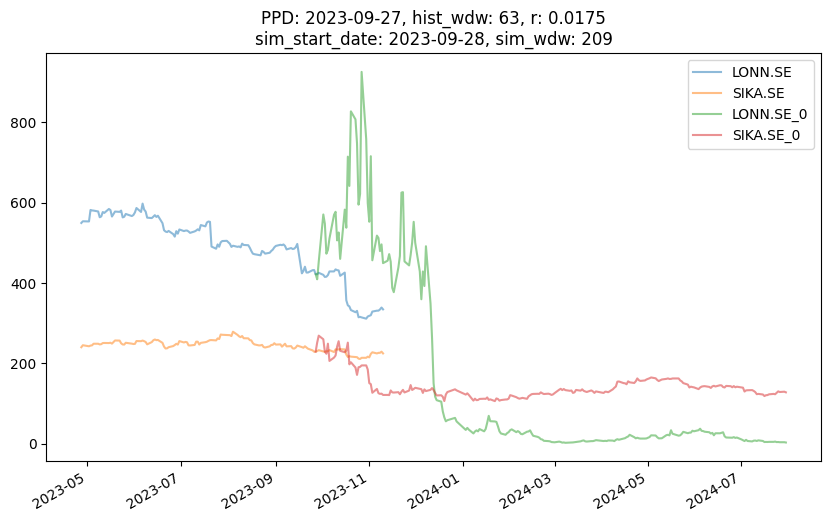 PPD: 2023-09-27, hist_wdw: 63, r: 0.0175
sim_start_date: 2023-09-28, sim_wdw: 209
LONN.SE
SIKA.SE
LONN.SE_0
SIKA.SE_0
800
600
400
200
0
2023-05
2023-07
2023-09
2023-11
2024-01
2024-03
2024-05
2024-07